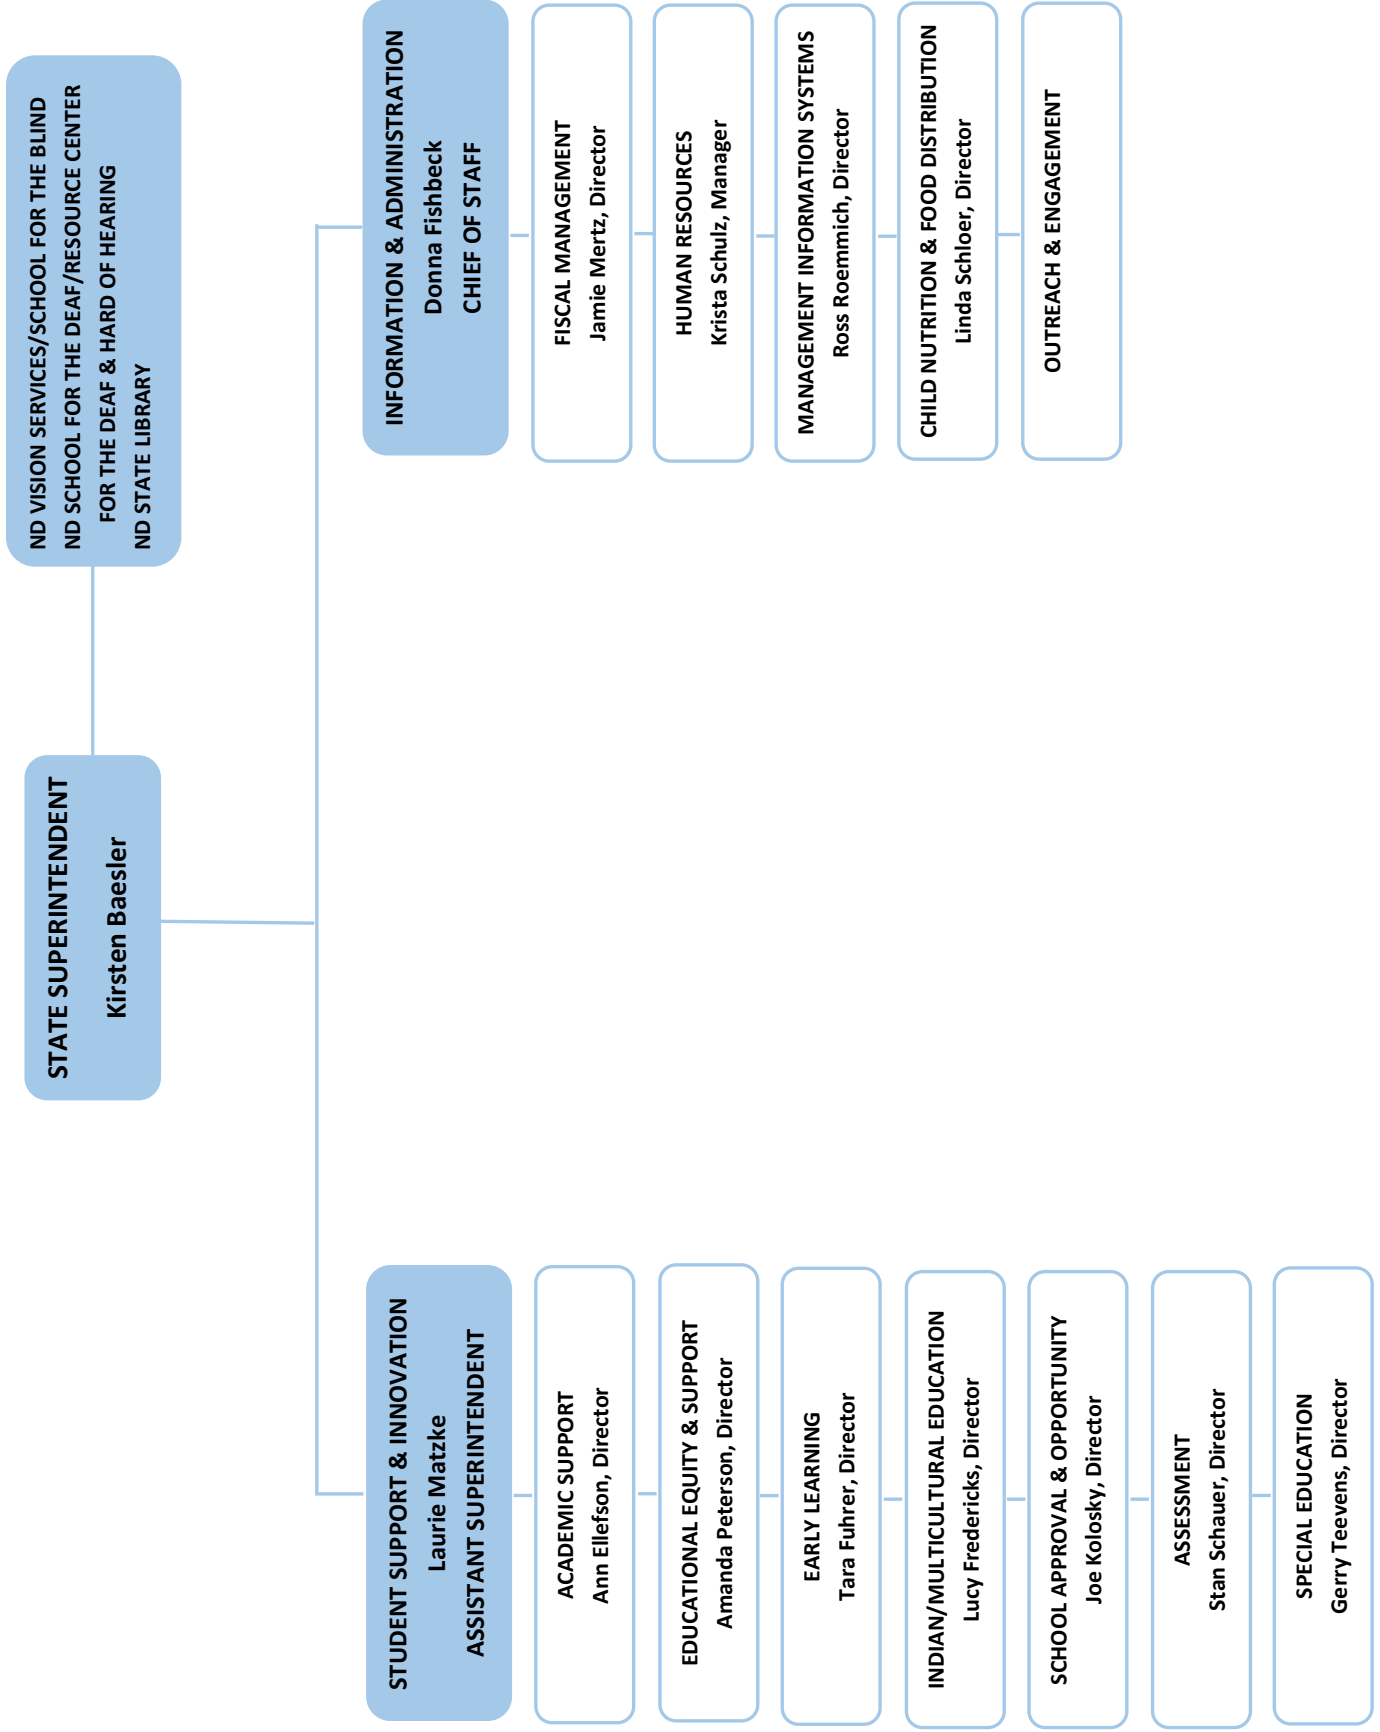 STATE SUPERINTENDENT
Kirsten Baesler
ND VISION SERVICES/SCHOOL FOR THE BLIND
ND SCHOOL FOR THE DEAF/RESOURCE CENTER
FOR THE DEAF & HARD OF HEARING
ND STATE LIBRARY
STUDENT SUPPORT & INNOVATION
Laurie Matzke
ASSISTANT SUPERINTENDENT
ACADEMIC SUPPORT
Ann Ellefson, Director
EDUCATIONAL EQUITY & SUPPORT
Amanda Peterson, Director
EARLY LEARNING
Tara Fuhrer, Director
INDIAN/MULTICULTURAL EDUCATION
Lucy Fredericks, Director
SCHOOL APPROVAL & OPPORTUNITY
Joe Kolosky, Director
ASSESSMENT
Stan Schauer, Director
SPECIAL EDUCATION
Gerry Teevens, Director
INFORMATION & ADMINISTRATION
Donna Fishbeck
CHIEF OF STAFF
FISCAL MANAGEMENT
Jamie Mertz, Director
HUMAN RESOURCES
Krista Schulz, Manager
MANAGEMENT INFORMATION SYSTEMS
Ross Roemmich, Director
CHILD NUTRITION & FOOD DISTRIBUTION
Linda Schloer, Director
OUTREACH & ENGAGEMENT